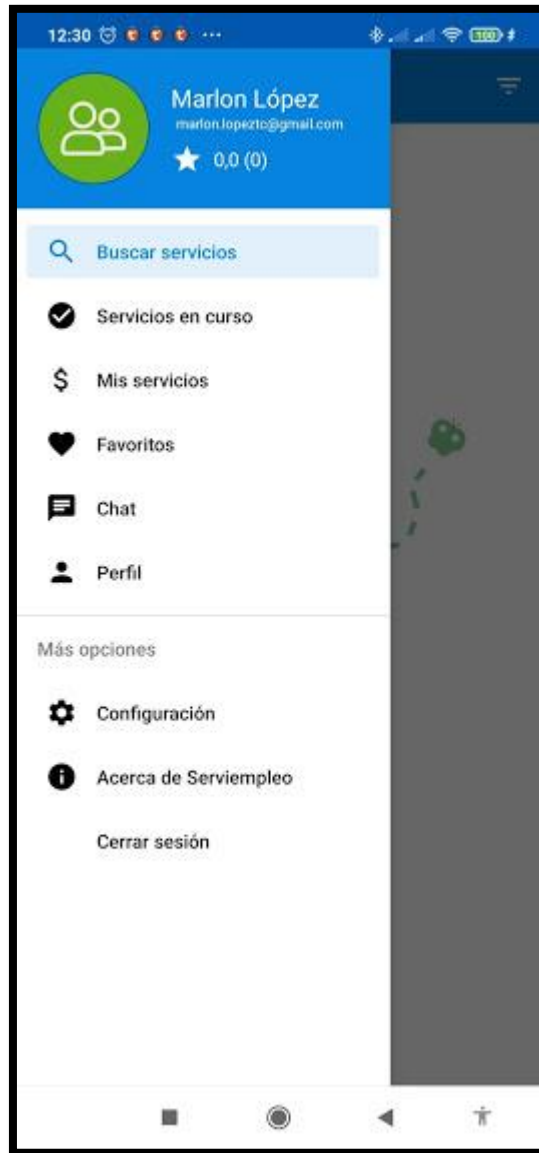 12:30
100
Marlon López
marlon.lopeztc@gmail.com
0,0 (0)
Buscar servicios
Servicios en curso
Mis servicios
Favoritos
Chat
Perfil
Más opciones
Configuración
Acerca de Serviempleo
Cerrar sesión